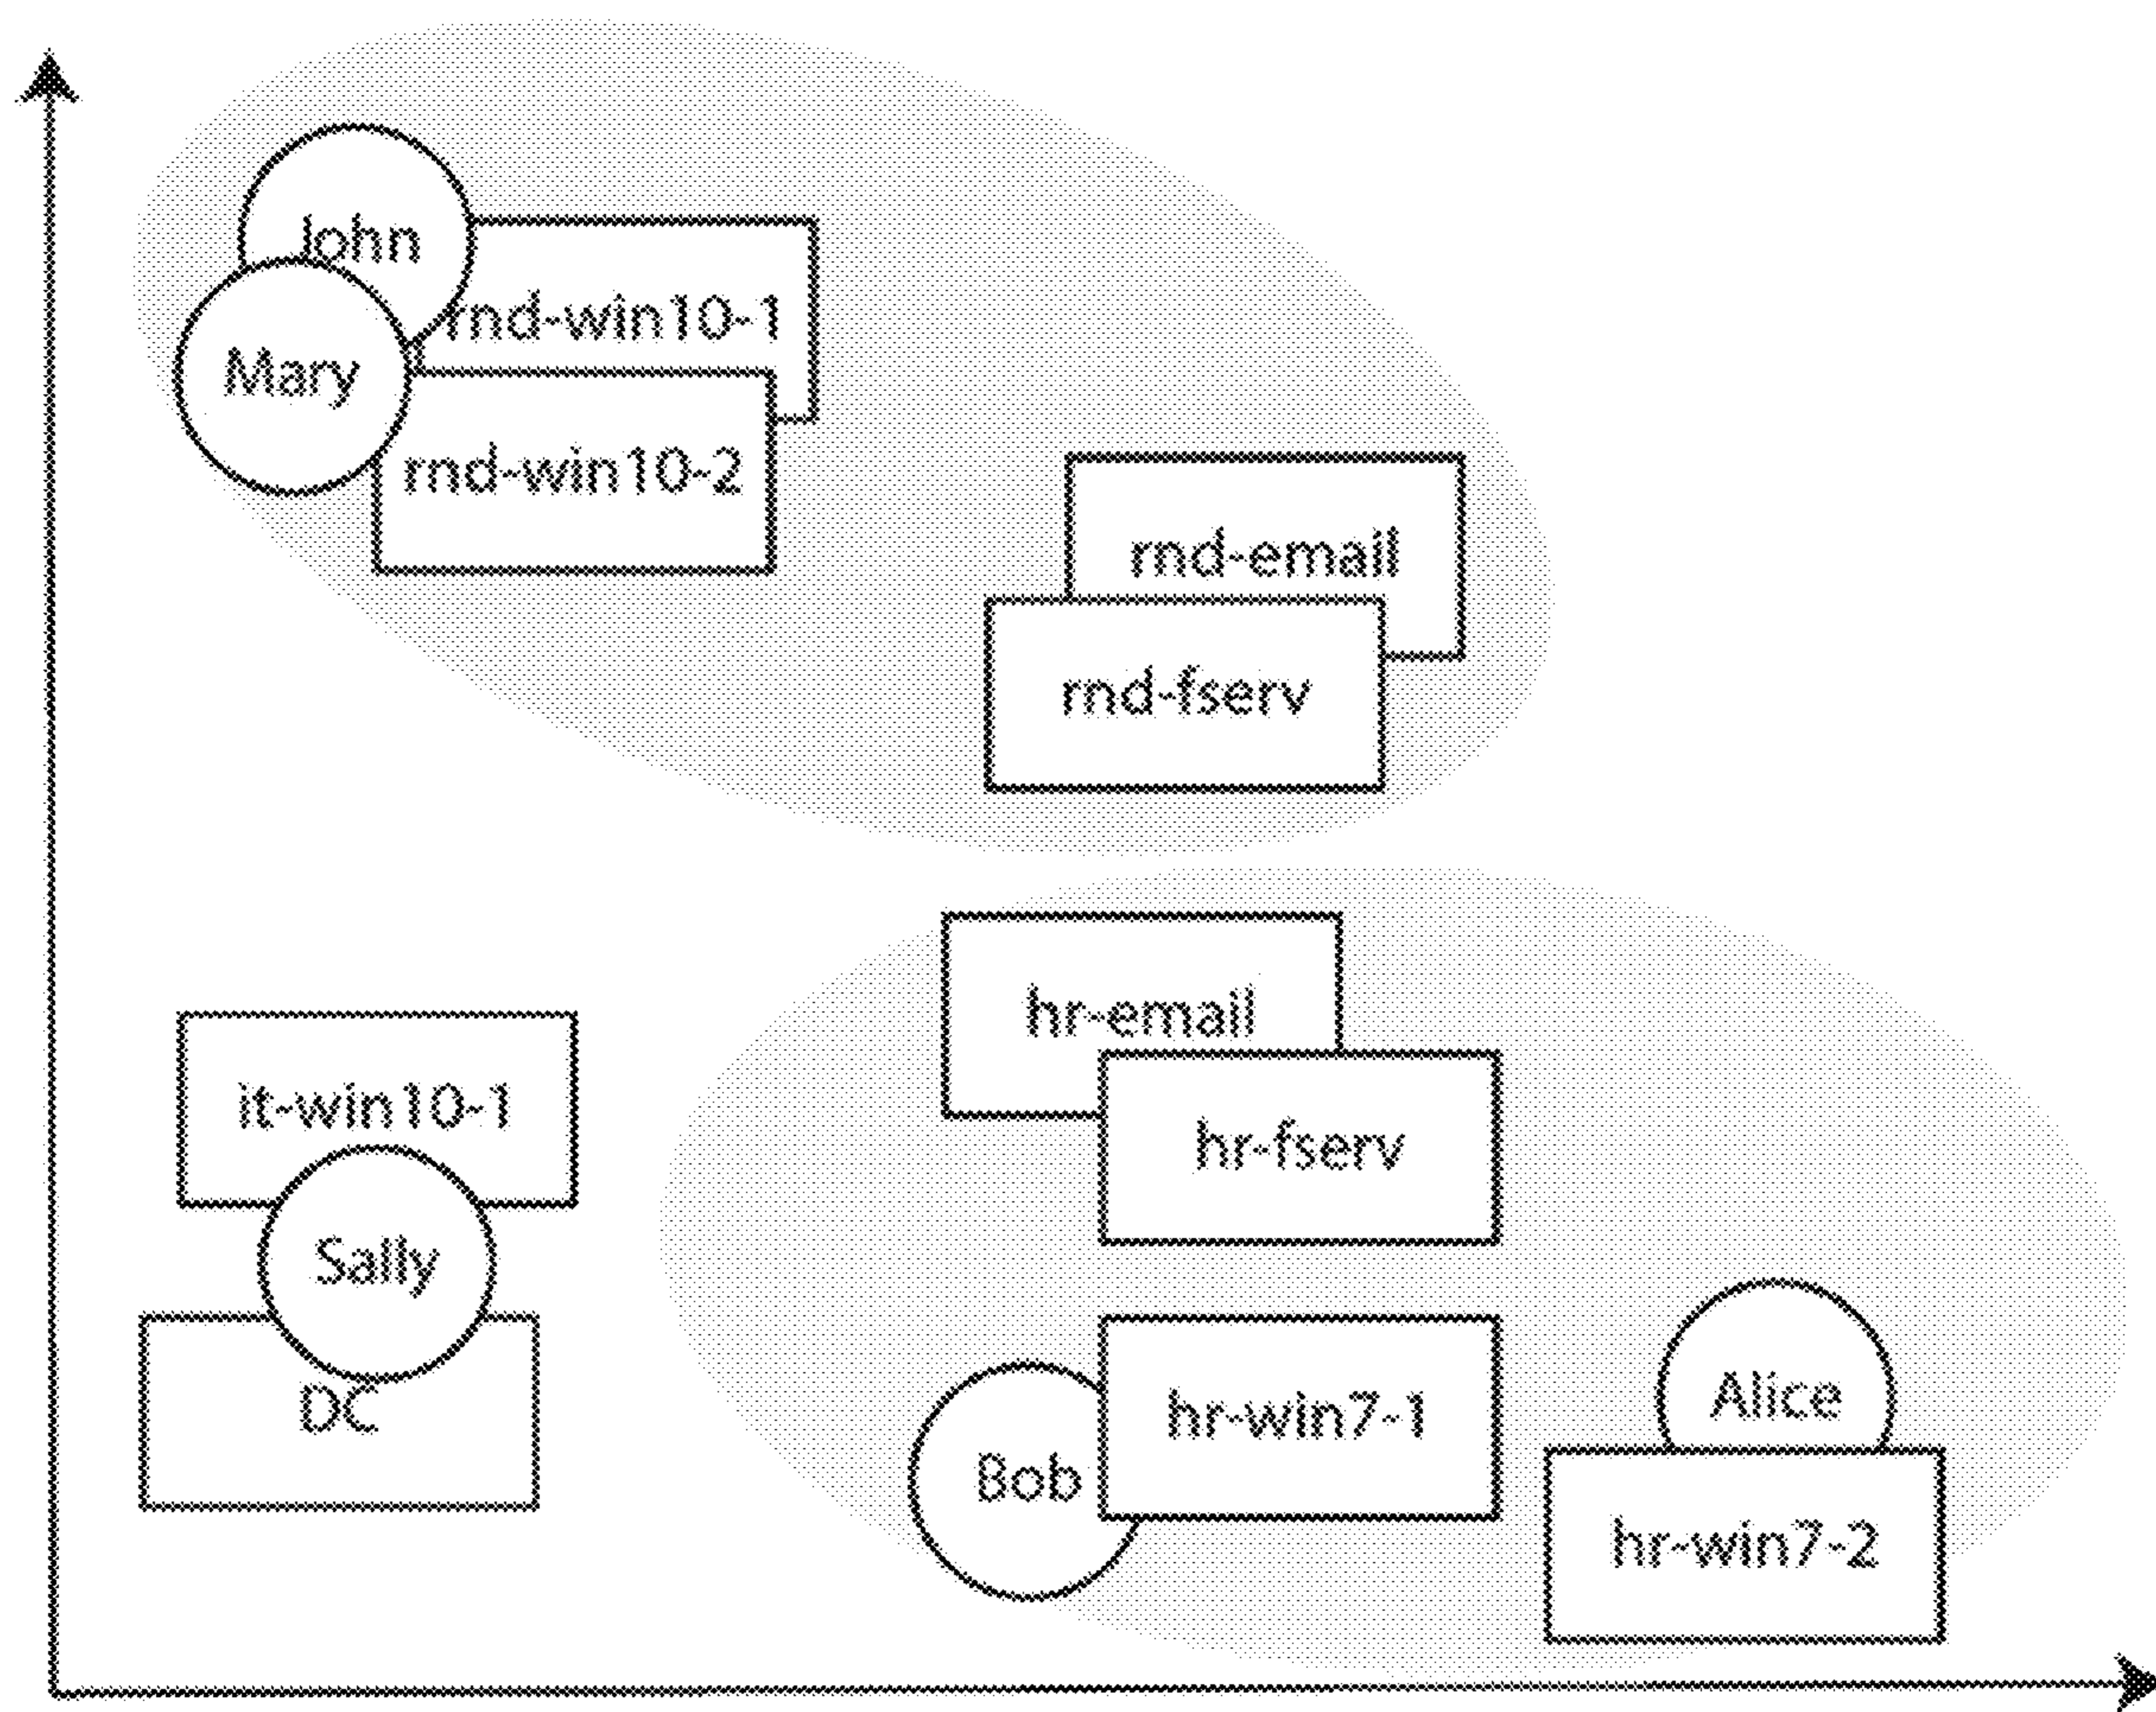 John
rnd-win10-1
Mary
rnd-win10-2
rnd-email
rnd-fserv
hr-email
it-win10-1
hr-fserv
Sally
Alice
DC
hr-win7-1
Bob
hr-win7-2